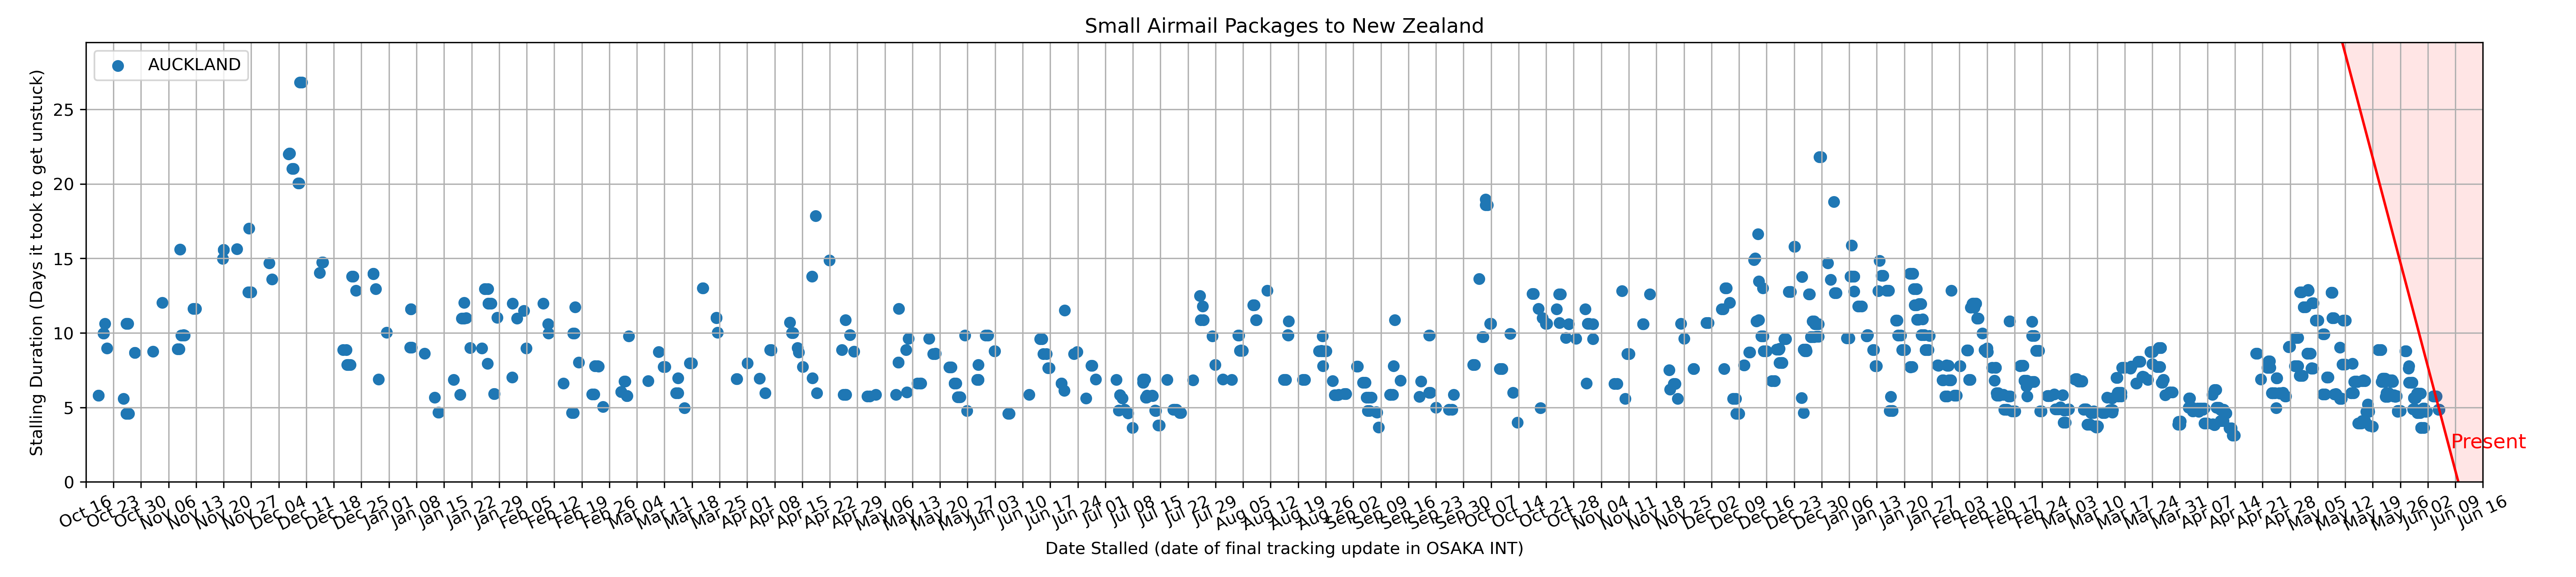 Small Airmail Packages to New Zealand
AUCKLAND
Stalling Duration (Days it took to get unstuck)
25
20
15
10
5
0
Present
Oct 16 Oct 23 Oct 30 Nov 06 Nov 13 Nov 20 Nov 27 Dec 04 Dec 11 Dec 18 Dec 25 Jan 01 Jan 08 Jan 15 Jan 22 Jan 29 Feb 05 Feb 12 Feb 19 Feb 26 Mar 04 Mar 11 Mar 18 Mar 25 Apr 01 Apr 08 Apr 15 Apr 22 Apr 29 May 06 May 13 May 20 May 27 Jun 03 Jun 10 Jun 17 Jun 24 Jul 01 Jul 08 Jul 15 Jul 22 Jul 29 Aug 05 Aug 12 Aug 19 Aug 26 Sep 02 Sep 09 Sep 16 Sep 23 Sep 30 Oct 07 Oct 14 Oct 21 Oct 28 Nov 04 Nov 11 Nov 18 Nov 25 Dec 02 Dec 09 Dec 16 Dec 23 Dec 30 Jan 06 Jan 13 Jan 20 Jan 27 Feb 03 Feb 10 Feb 17 Feb 24 Mar 03 Mar 10 Mar 17 Mar 24 Mar 31 Apr 07 Apr 14 Apr 21 Apr 28 May 05 May 12 May 19 May 26 Jun 02 Jun 09 Jun 16
Date Stalled (date of final tracking update in OSAKA INT)